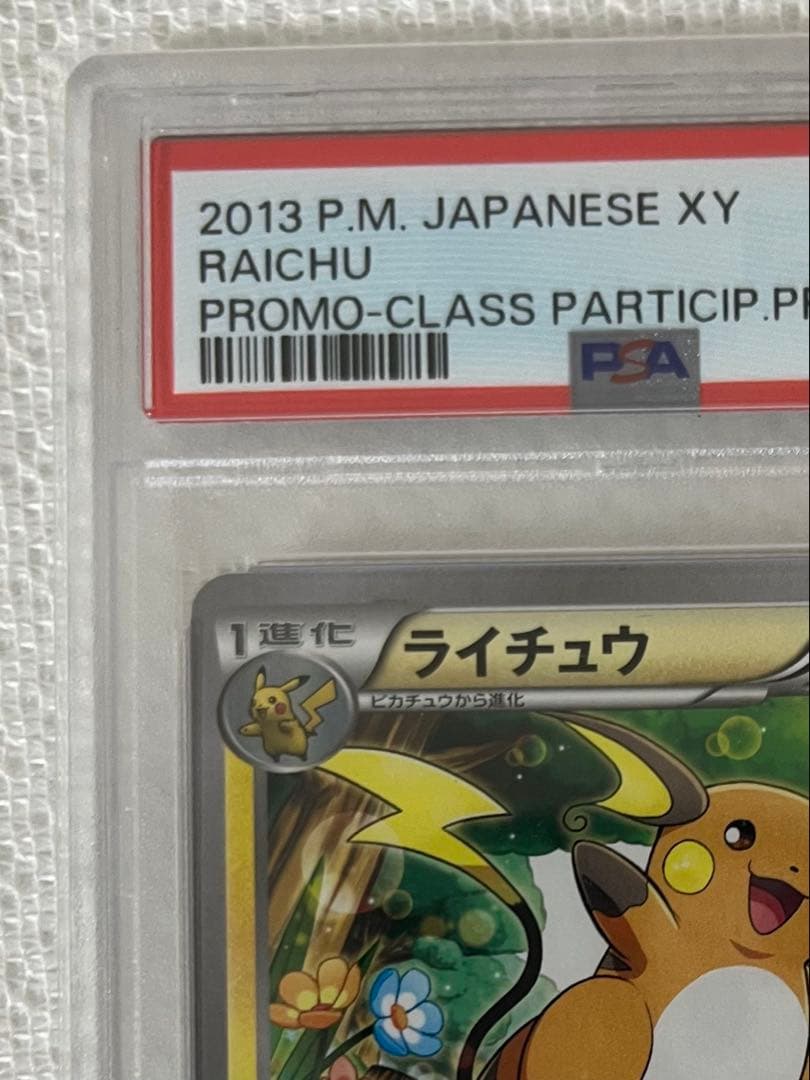 2013 P.M. JAPANESE XY
RAICHU
PROMO-CLASS PARTICIP.PR
PSA
1進化
ライチュウ
ピカチュウから進化